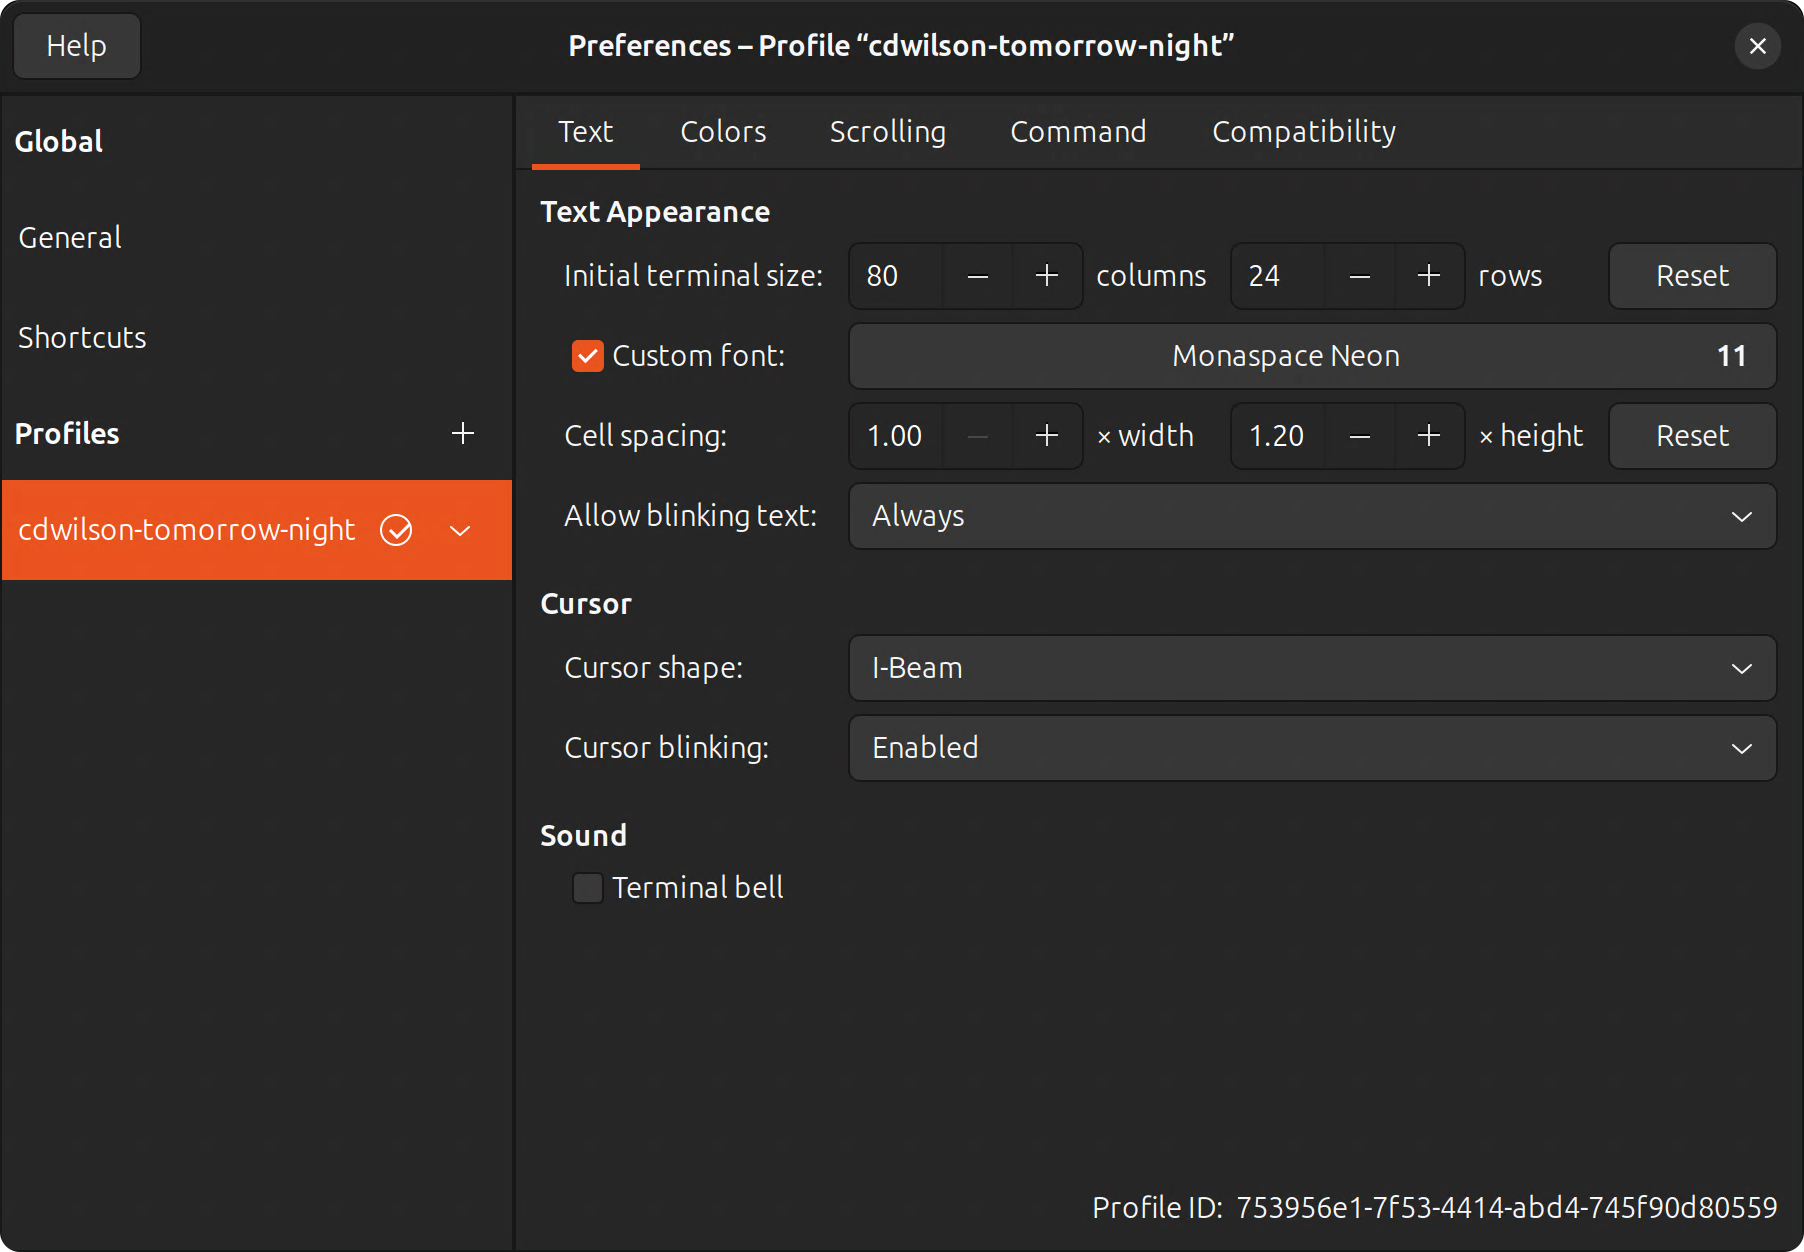 Help
Preferences – Profile “cdwilson-tomorrow-night”
Global
General
Shortcuts
Profiles
cdwilson-tomorrow-night
Text Colors Scrolling Command Compatibility
Text Appearance
Initial terminal size: 80 columns 24 rows Reset
Custom font: Monaspace Neon 11
Cell spacing: 1.00 × width 1.20 × height Reset
Allow blinking text: Always
Cursor
Cursor shape: I-Beam
Cursor blinking: Enabled
Sound
Terminal bell
Profile ID: 753956e1-7f53-4414-abd4-745f90d80559